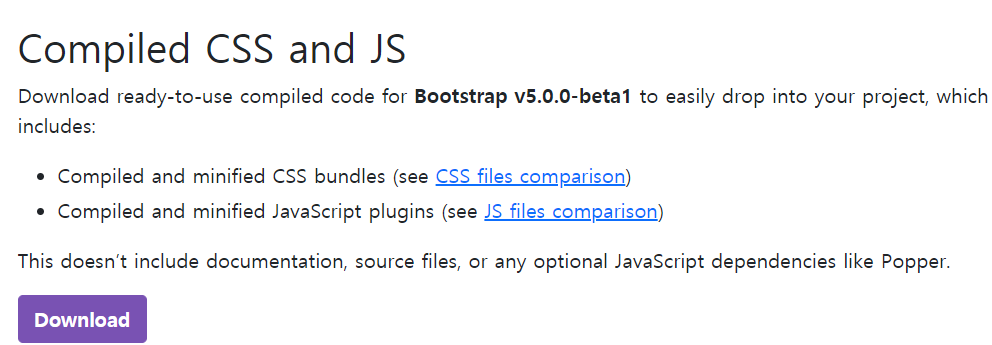 Compiled CSS and JS
Download ready-to-use compiled code for Bootstrap v5.0.0-beta1 to easily drop into your project, which
includes:
• Compiled and minified CSS bundles (see CSS files comparison)
• Compiled and minified JavaScript plugins (see JS files comparison)
This doesn’t include documentation, source files, or any optional JavaScript dependencies like Popper.
Download